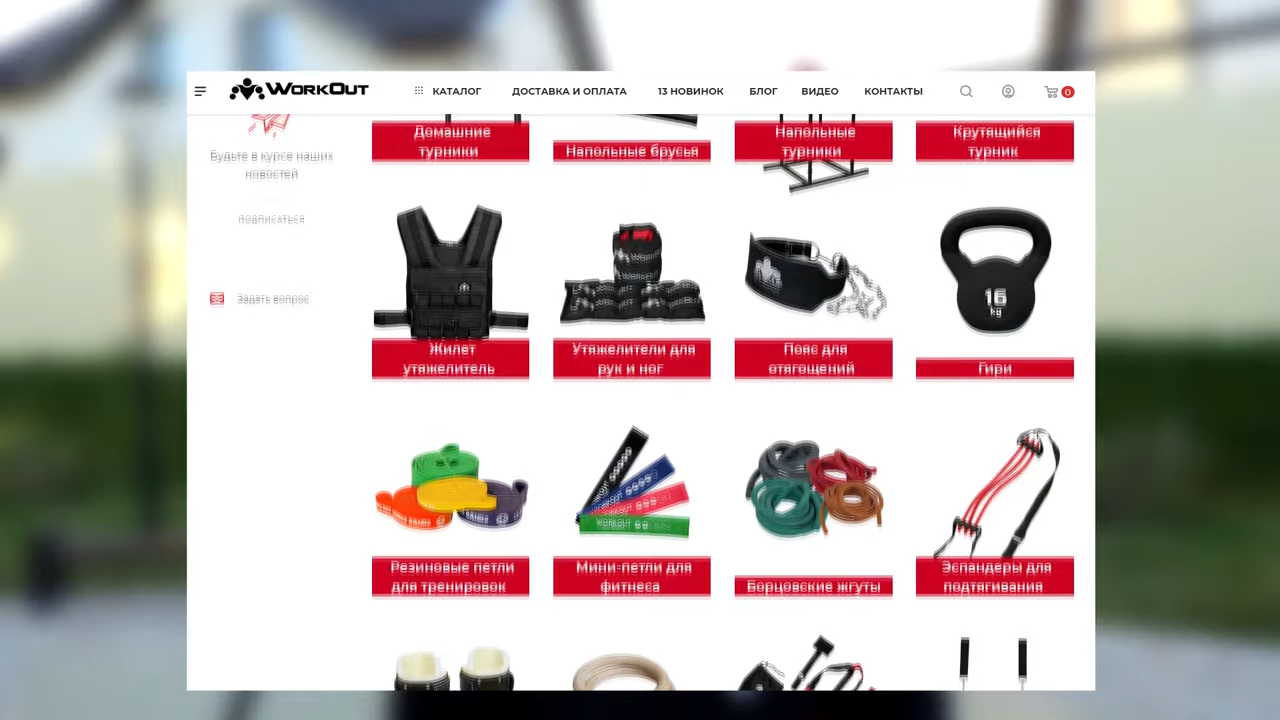 WorkOut
КАТАЛОГ
ДОСТАВКА И ОПЛАТА
13 НОВИНОК
БЛОГ
ВИДЕО
КОНТАКТЫ
0
Будьте в курсе наших
новостей
ПОДПИСАТЬСЯ
Задать вопрос
Домашние
турники
Напольные брусья
Напольные
турники
Крутящийся
турник
WORKOUT
16
kg
Жилет
утяжелитель
Утяжелители для
рук и ног
Пояс для
отягощений
Гири
WORKOUT
Резиновые петли
для тренировок
Мини-петли для
фитнеса
Борцовские жгуты
Эспандеры для
подтягивания